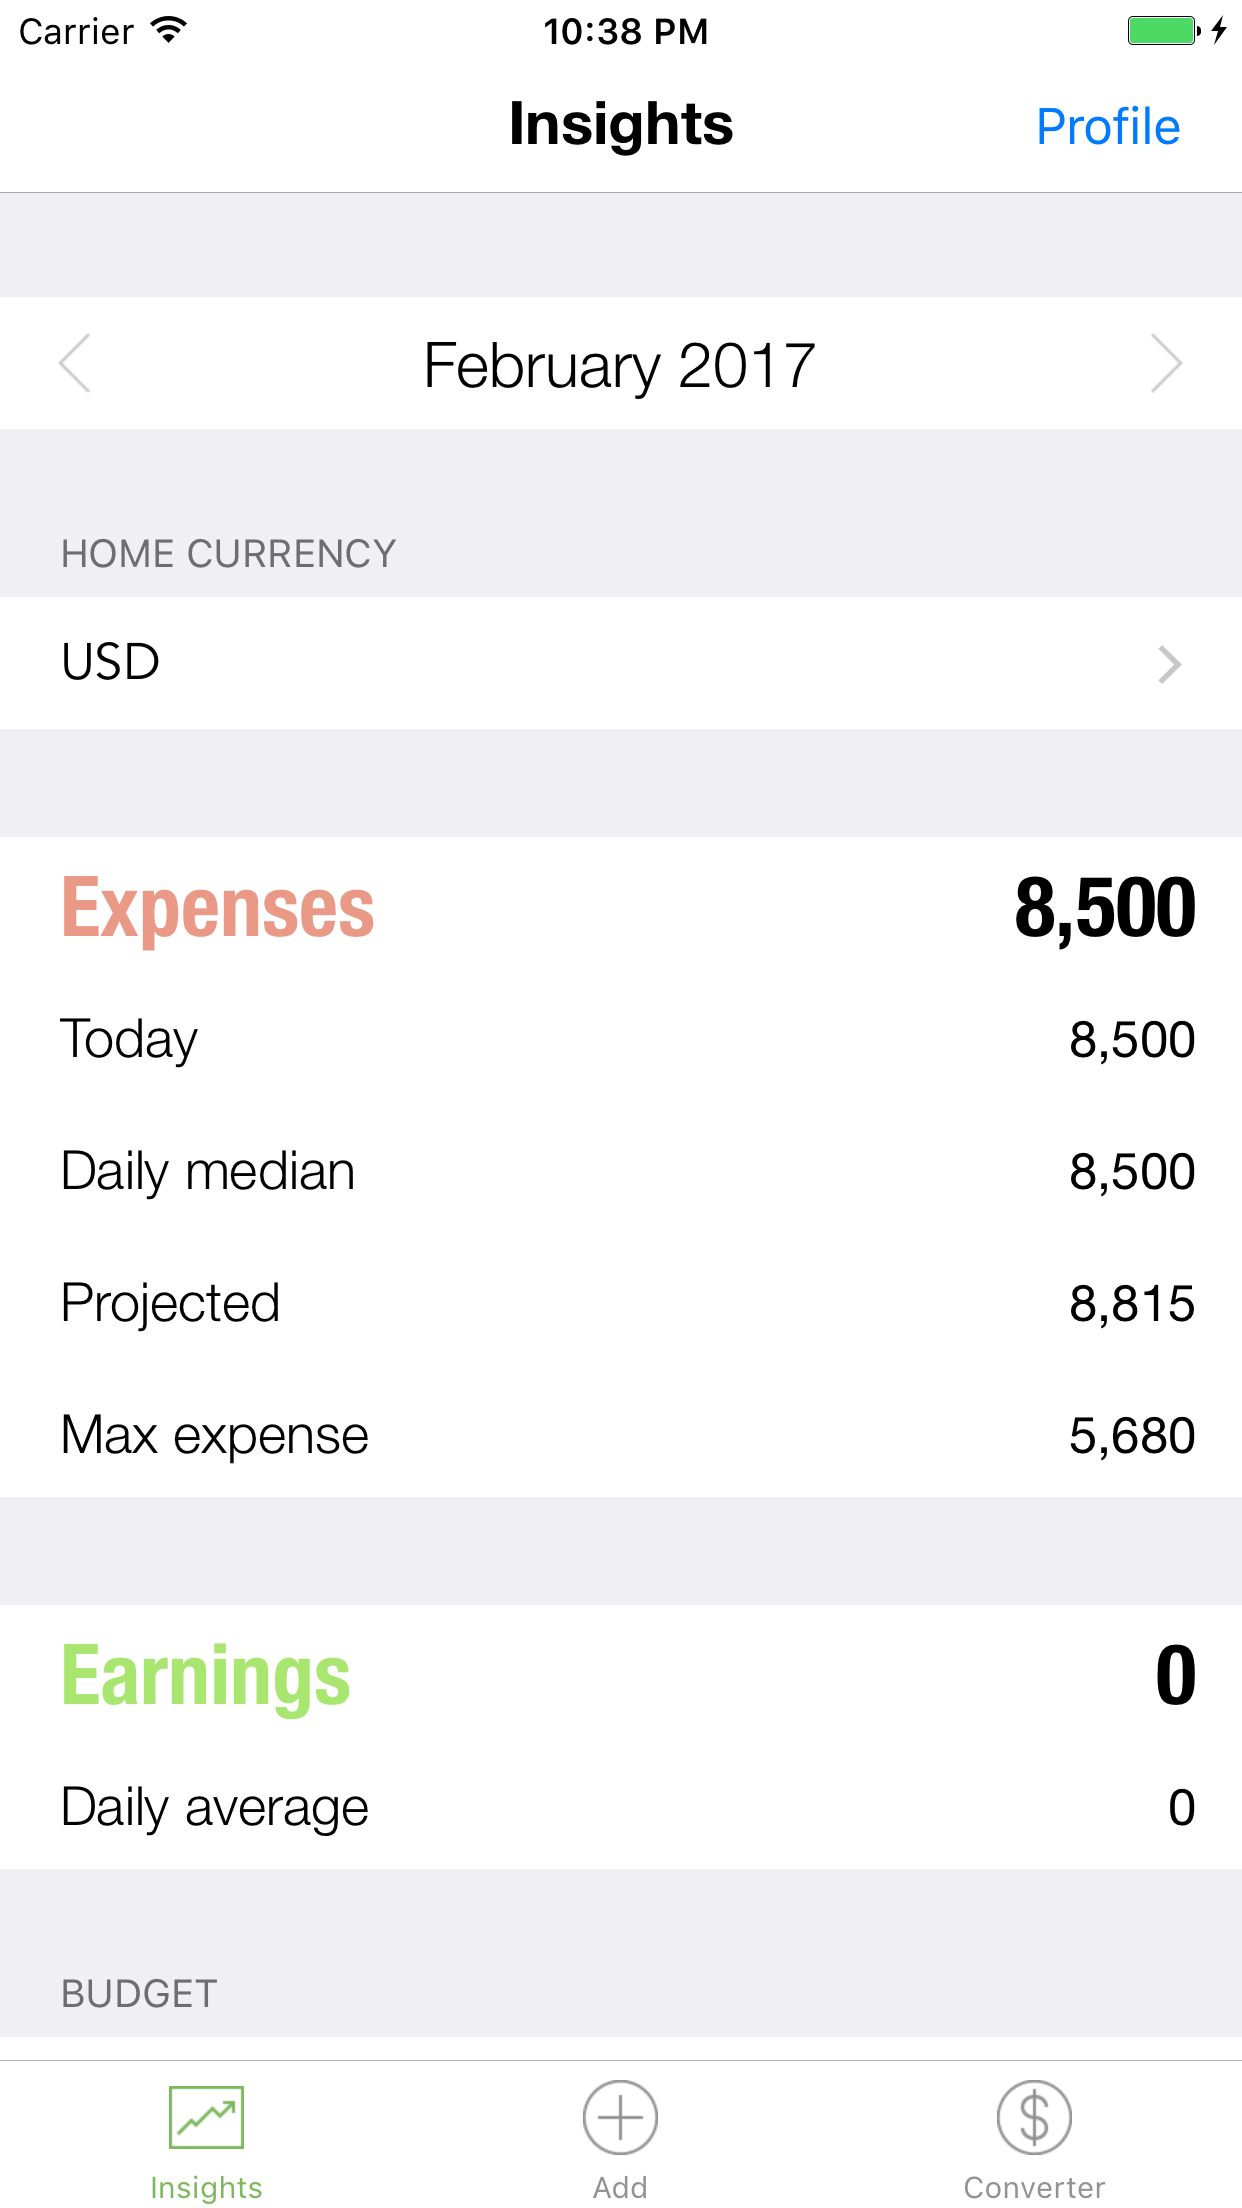 Carrier 10:38 PM
Insights Profile
February 2017
HOME CURRENCY
USD
Expenses 8,500
Today 8,500
Daily median 8,500
Projected 8,815
Max expense 5,680
Earnings 0
Daily average 0
BUDGET
Insights Add Converter